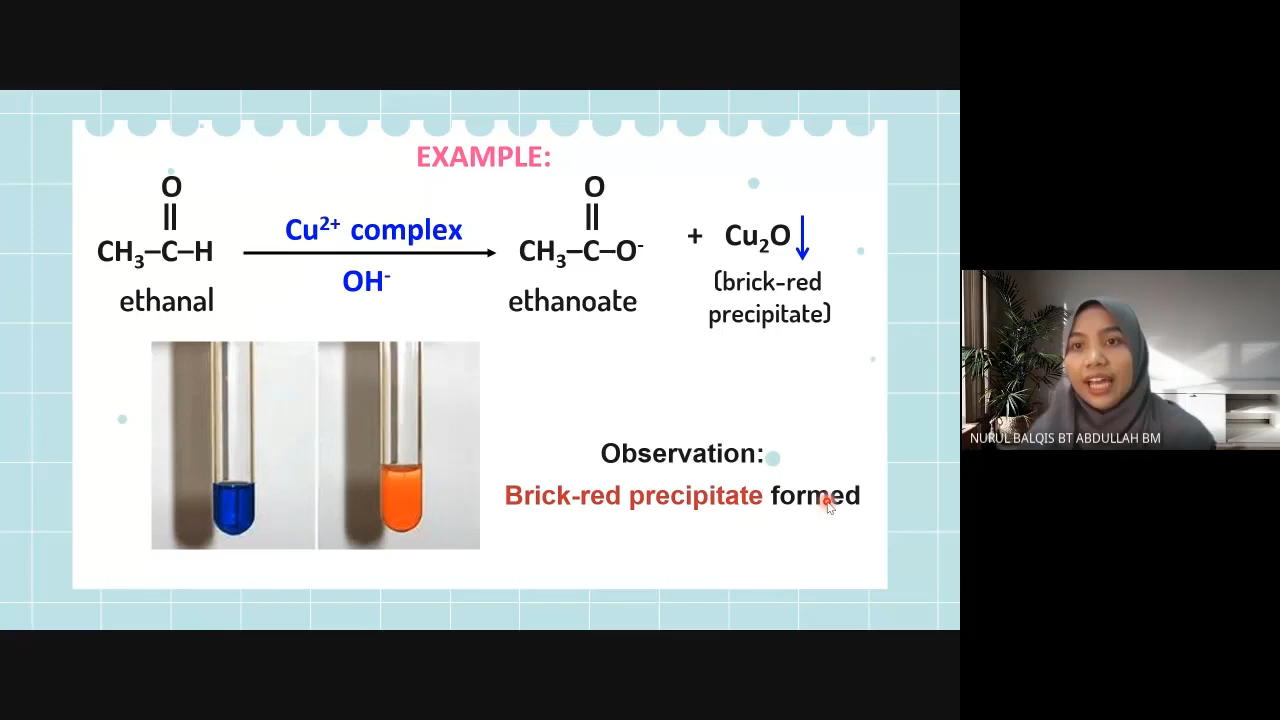 EXAMPLE:
O
||
CH₃–C–H
ethanal
Cu²⁺ complex
OH⁻
O
||
CH₃–C–O⁻
ethanoate
+ Cu₂O↓
(brick-red
precipitate)
Observation:
Brick-red precipitate formed
NURUL BALQIS BT ABDULLAH BM